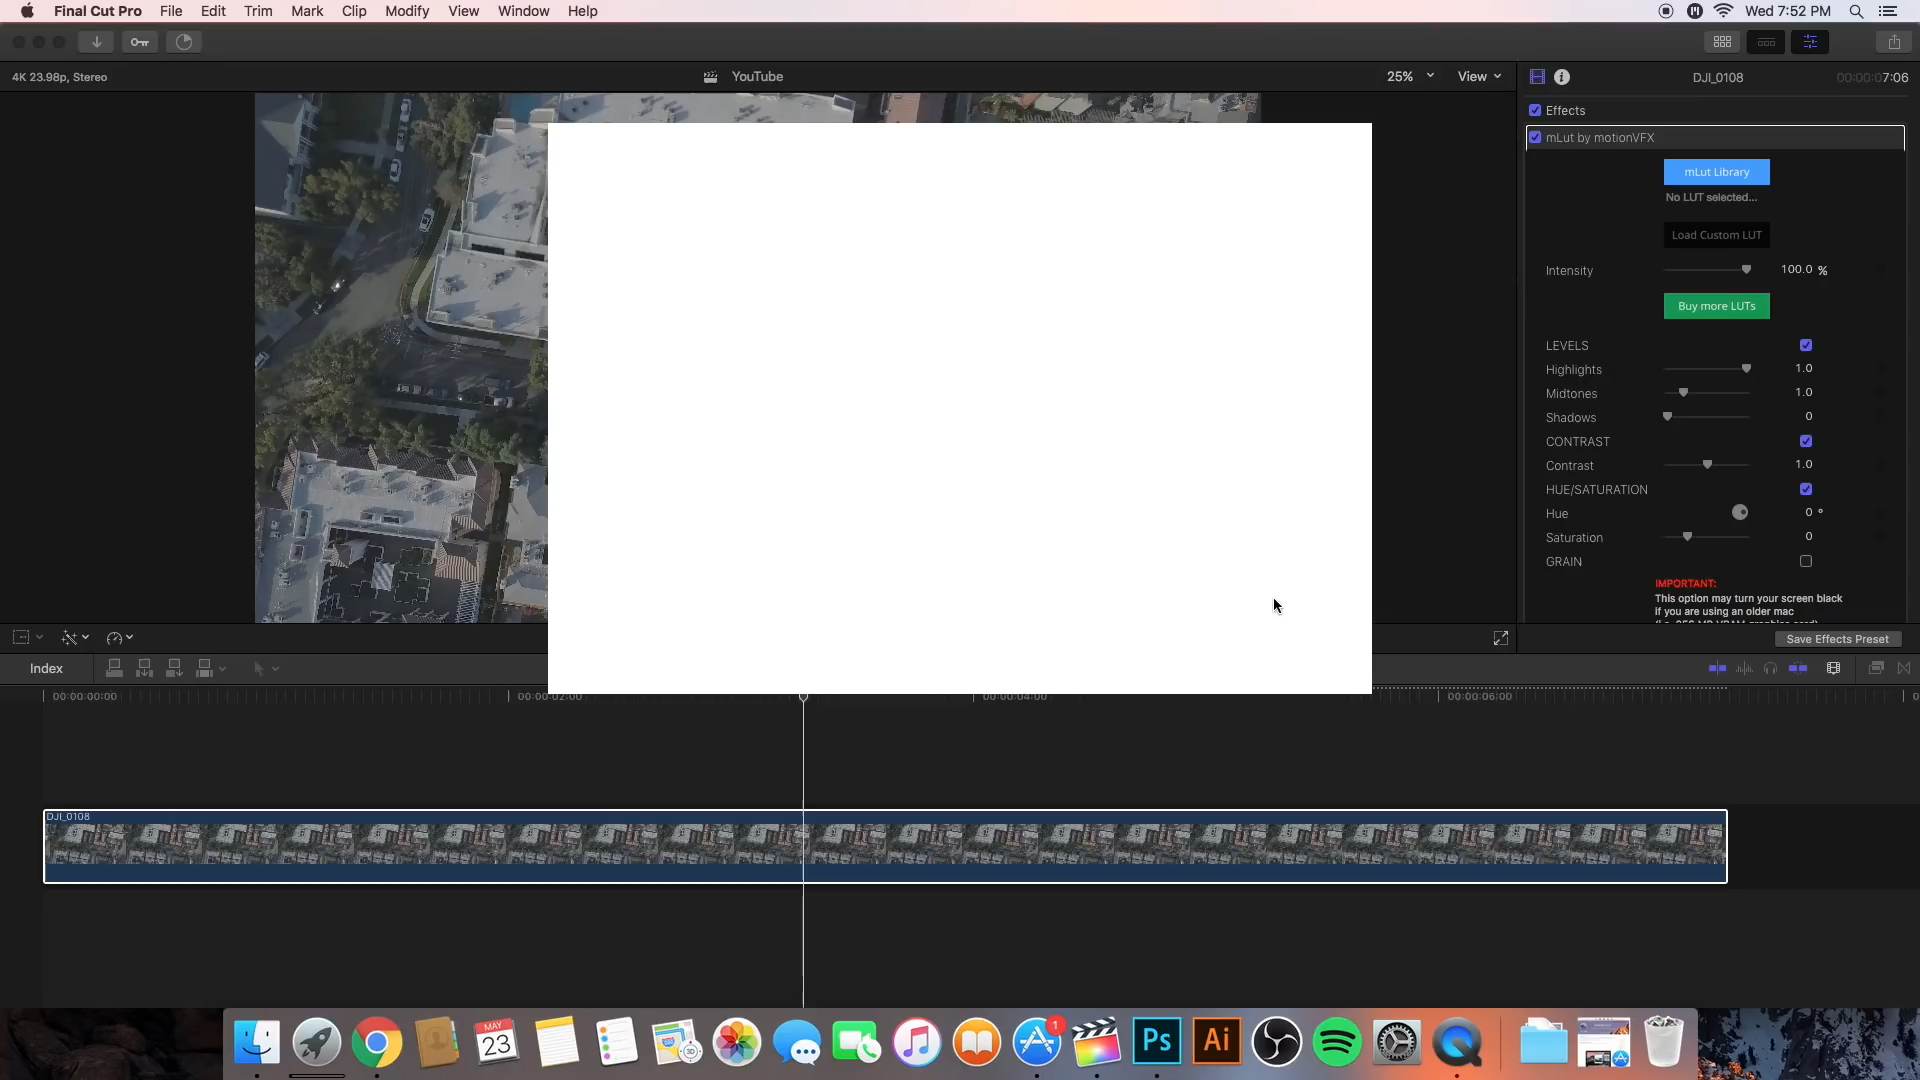 Final Cut Pro File Edit Trim Mark Clip Modify View Window Help Wed 7:52 PM
4K 23.98p, Stereo YouTube 25% View DJI_0108 00:00:07:06
Effects
mLut by motionVFX
mLut Library
No LUT selected...
Load Custom LUT
Intensity 100.0 %
Buy more LUTs
LEVELS
Highlights 1.0
Midtones 1.0
Shadows 0
CONTRAST
Contrast 1.0
HUE/SATURATION
Hue 0 °
Saturation 0
GRAIN
IMPORTANT:
This option may turn your screen black
if you are using an older mac
Save Effects Preset
Index
00:00:00:00 00:00:02:00 00:00:04:00 00:00:06:00
DJI_0108
MAY
23
3D
1
Ps
Ai